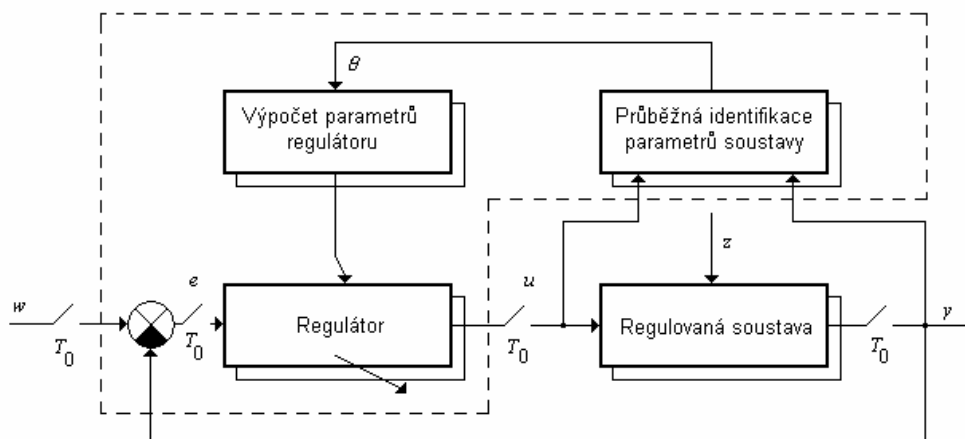 θ
Výpočet parametrů
regulátoru
Průběžná identifikace
parametrů soustavy
w
T0
e
T0
Regulátor
u
T0
z
Regulovaná soustava
T0
y